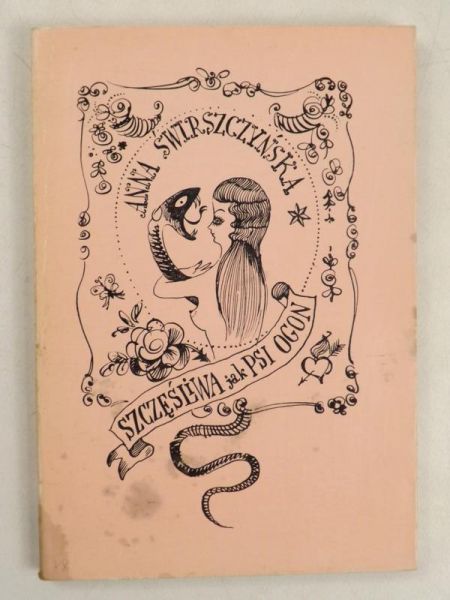 ANNA ŚWIRSZCZYŃSKA
SZCZĘŚLIWA jak PSI OGON